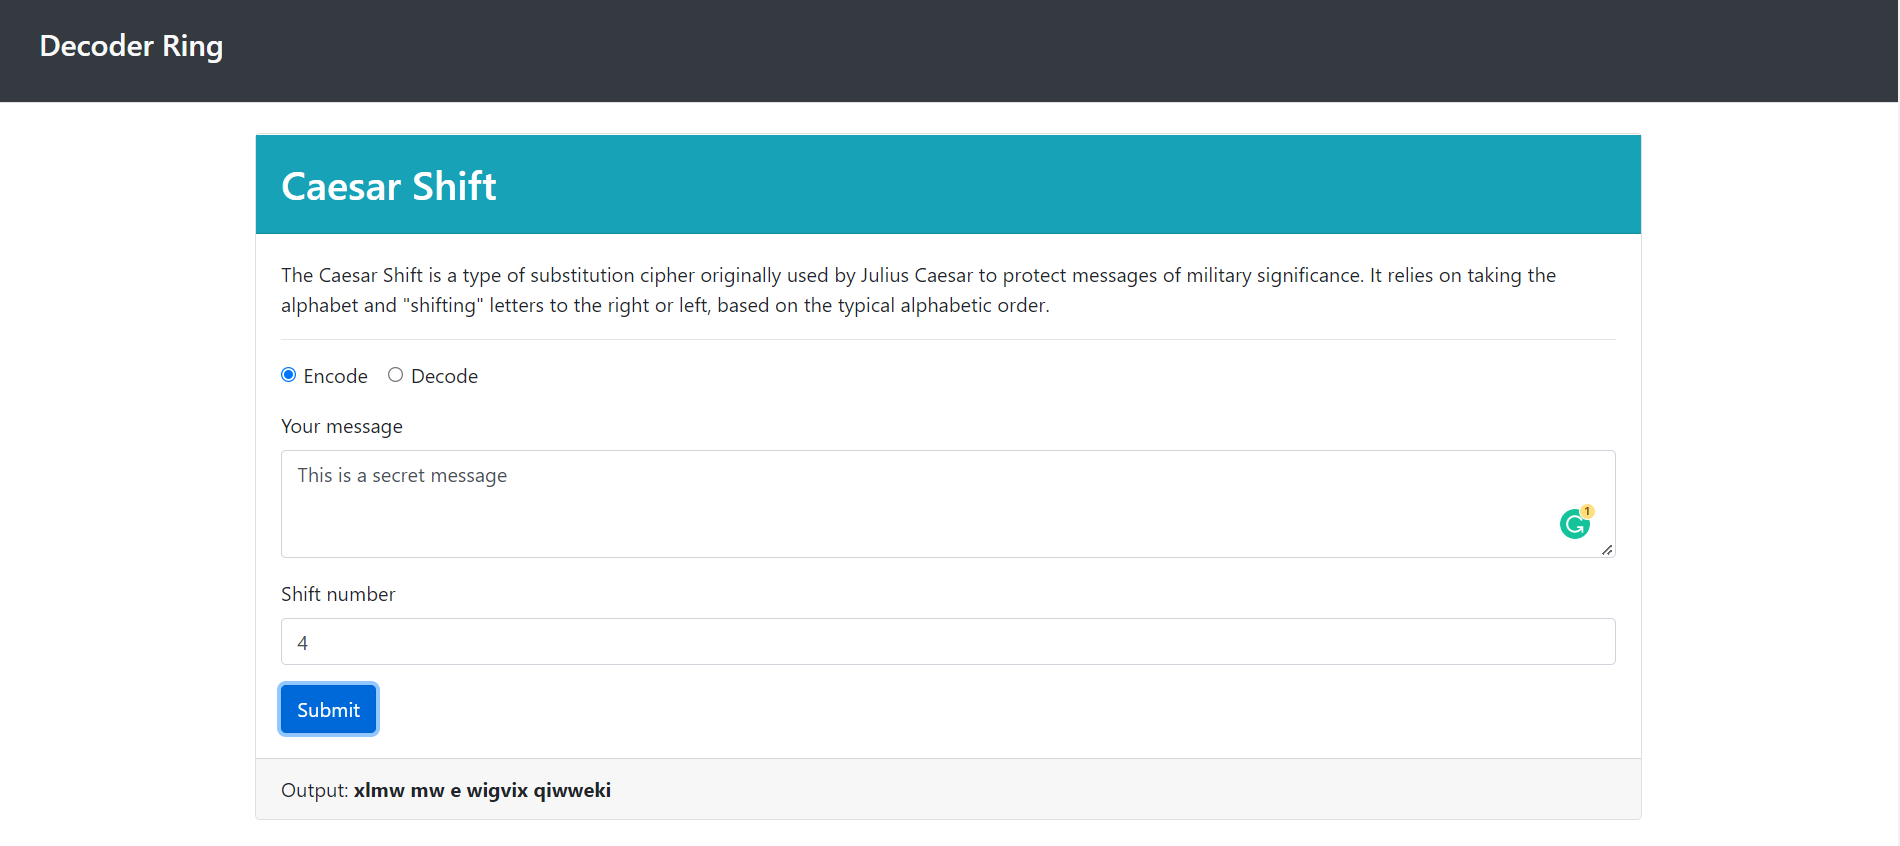 Decoder Ring
Caesar Shift
The Caesar Shift is a type of substitution cipher originally used by Julius Caesar to protect messages of military significance. It relies on taking the
alphabet and "shifting" letters to the right or left, based on the typical alphabetic order.
Encode Decode
Your message
This is a secret message
1
Shift number
4
Submit
Output: xlmw mw e wigvix qiwweki